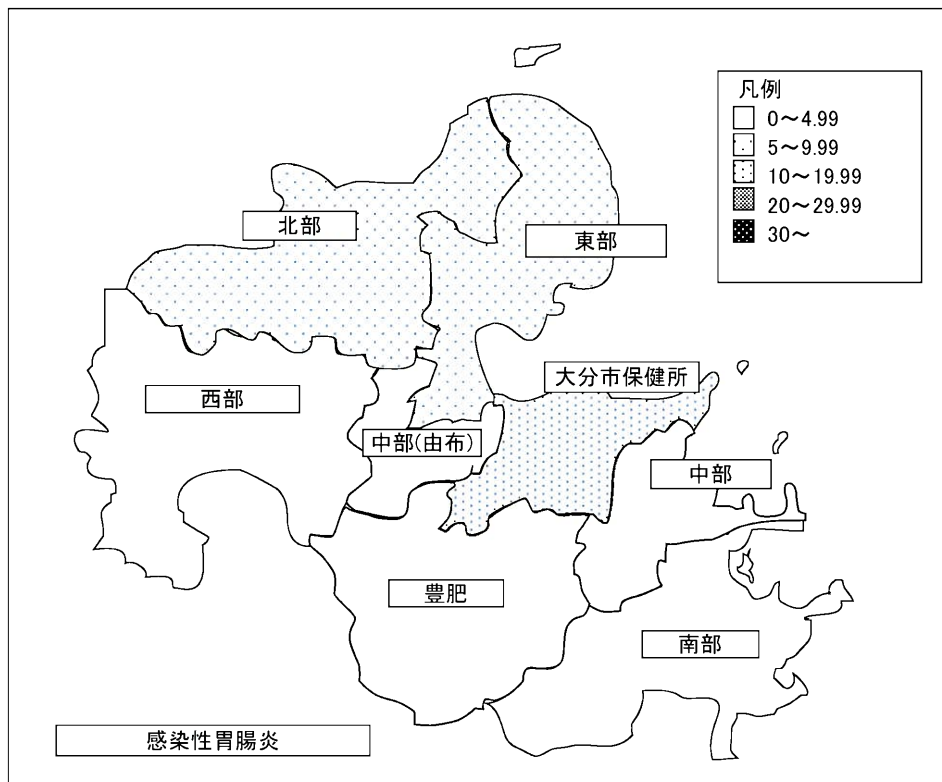 凡例
0～4.99
5～9.99
10～19.99
20～29.99
30～
北部
東部
大分市保健所
西部
中部(由布)
中部
豊肥
南部
感染性胃腸炎